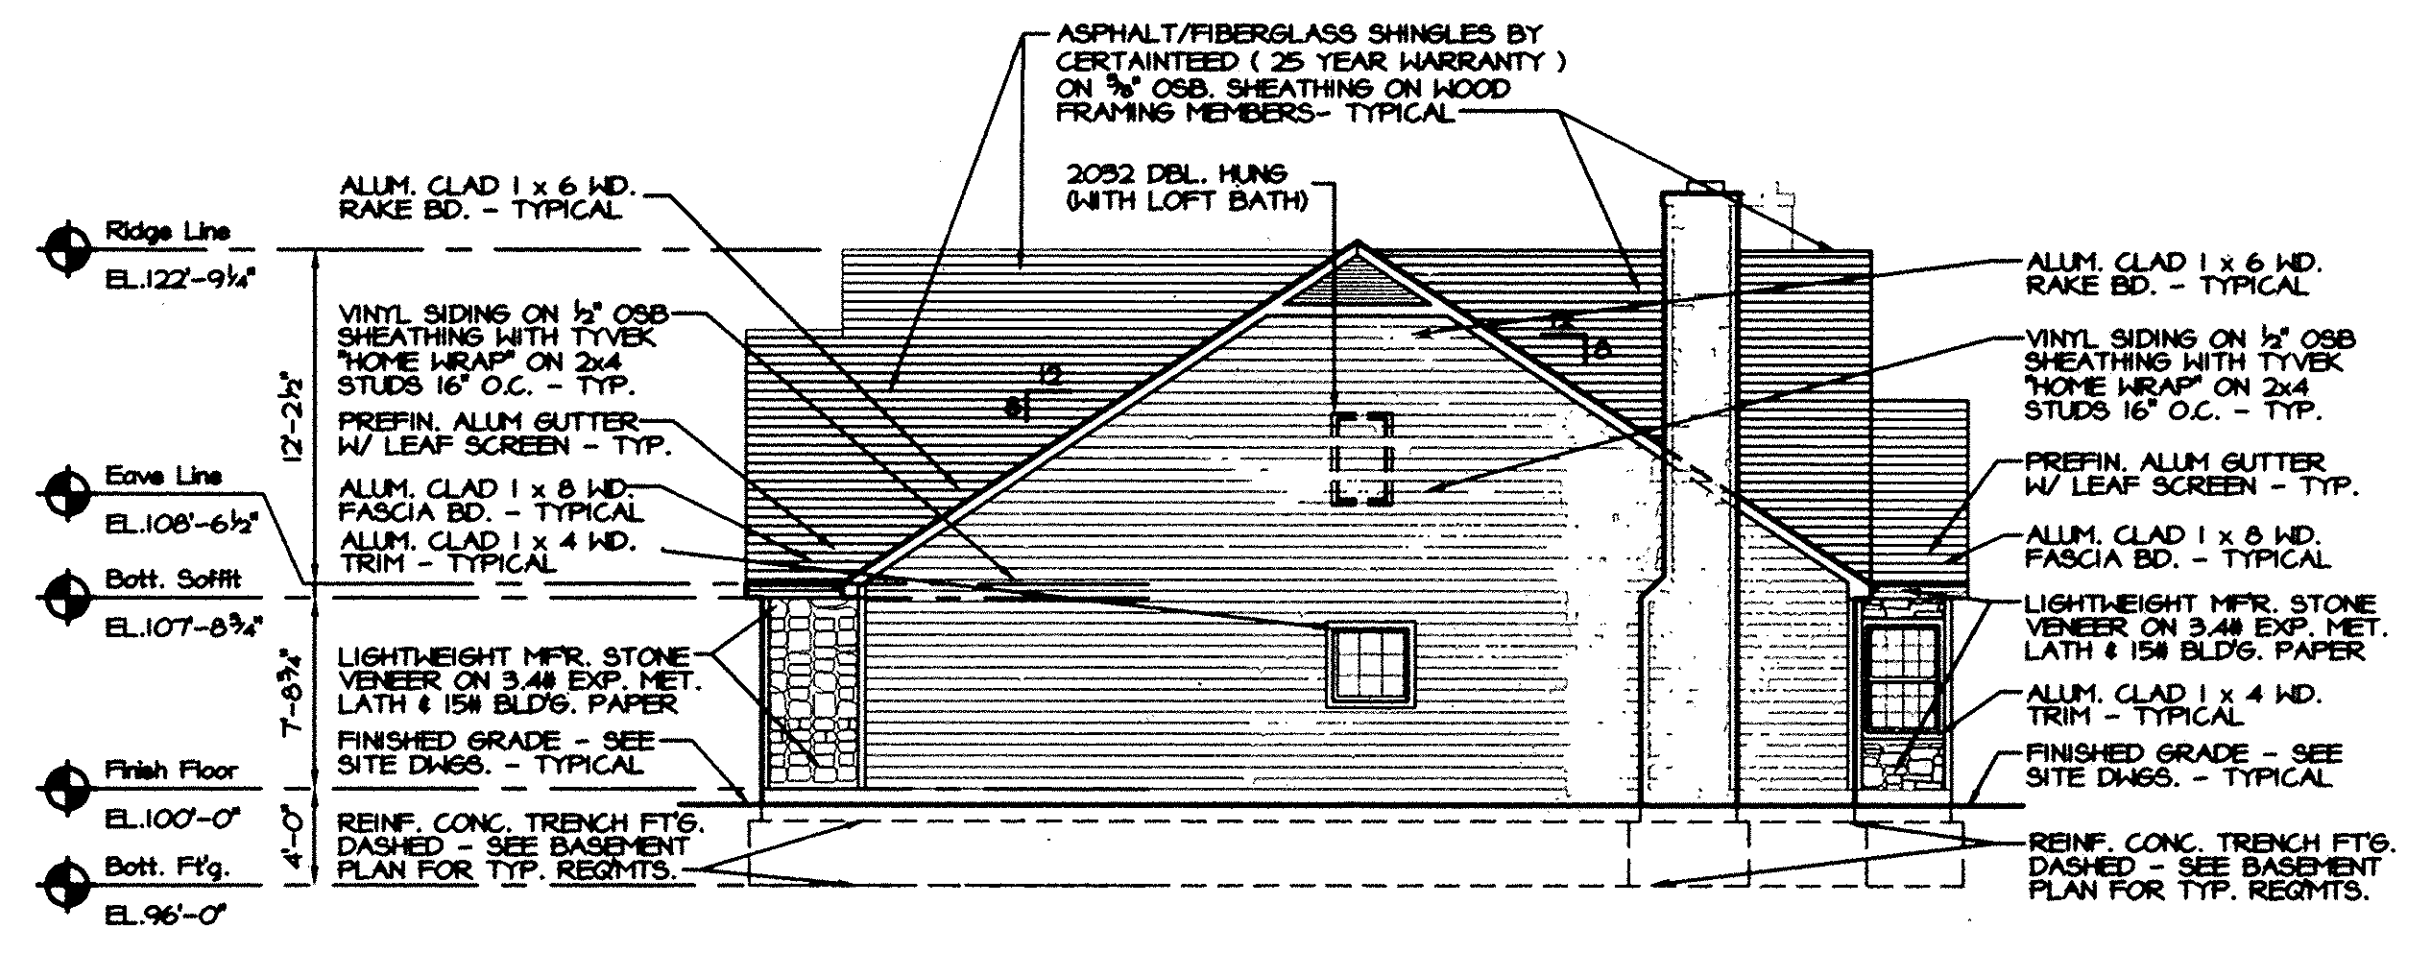 ASPHALT/FIBERGLASS SHINGLES BY
CERTAINTEED ( 25 YEAR WARRANTY )
ON 5/8" OSB. SHEATHING ON WOOD
FRAMING MEMBERS- TYPICAL
2032 DBL. HUNG
(WITH LOFT BATH)
ALUM. CLAD 1 x 6 WD.
RAKE BD. - TYPICAL
VINYL SIDING ON ½" OSB
SHEATHING WITH TYVEK
"HOME WRAP" ON 2x4
STUDS 16" O.C. - TYP.
PREFIN. ALUM GUTTER
W/ LEAF SCREEN - TYP.
ALUM. CLAD 1 x 8 WD.
FASCIA BD. - TYPICAL
ALUM. CLAD 1 x 4 WD.
TRIM - TYPICAL
LIGHTWEIGHT MF'R. STONE
VENEER ON 3.4# EXP. MET.
LATH & 15# BLD'G. PAPER
FINISHED GRADE - SEE
SITE DWGS. - TYPICAL
REINF. CONC. TRENCH FT'G.
DASHED - SEE BASEMENT
PLAN FOR TYP. REQ'MTS.
Ridge Line
EL.122'-9¼"
Eave Line
EL.108'-6½"
Bott. Soffit
EL.107'-8¾"
Finish Floor
EL.100'-0"
Bott. Ft'g.
EL.96'-0"
12'-2½"
7'-8¾"
4'-0"
12
8
12
8
ALUM. CLAD 1 x 6 WD.
RAKE BD. - TYPICAL
VINYL SIDING ON ½" OSB
SHEATHING WITH TYVEK
"HOME WRAP" ON 2x4
STUDS 16" O.C. - TYP.
PREFIN. ALUM GUTTER
W/ LEAF SCREEN - TYP.
ALUM. CLAD 1 x 8 WD.
FASCIA BD. - TYPICAL
LIGHTWEIGHT MF'R. STONE
VENEER ON 3.4# EXP. MET.
LATH & 15# BLD'G. PAPER
ALUM. CLAD 1 x 4 WD.
TRIM - TYPICAL
FINISHED GRADE - SEE
SITE DWGS. - TYPICAL
REINF. CONC. TRENCH FT'G.
DASHED - SEE BASEMENT
PLAN FOR TYP. REQ'MTS.